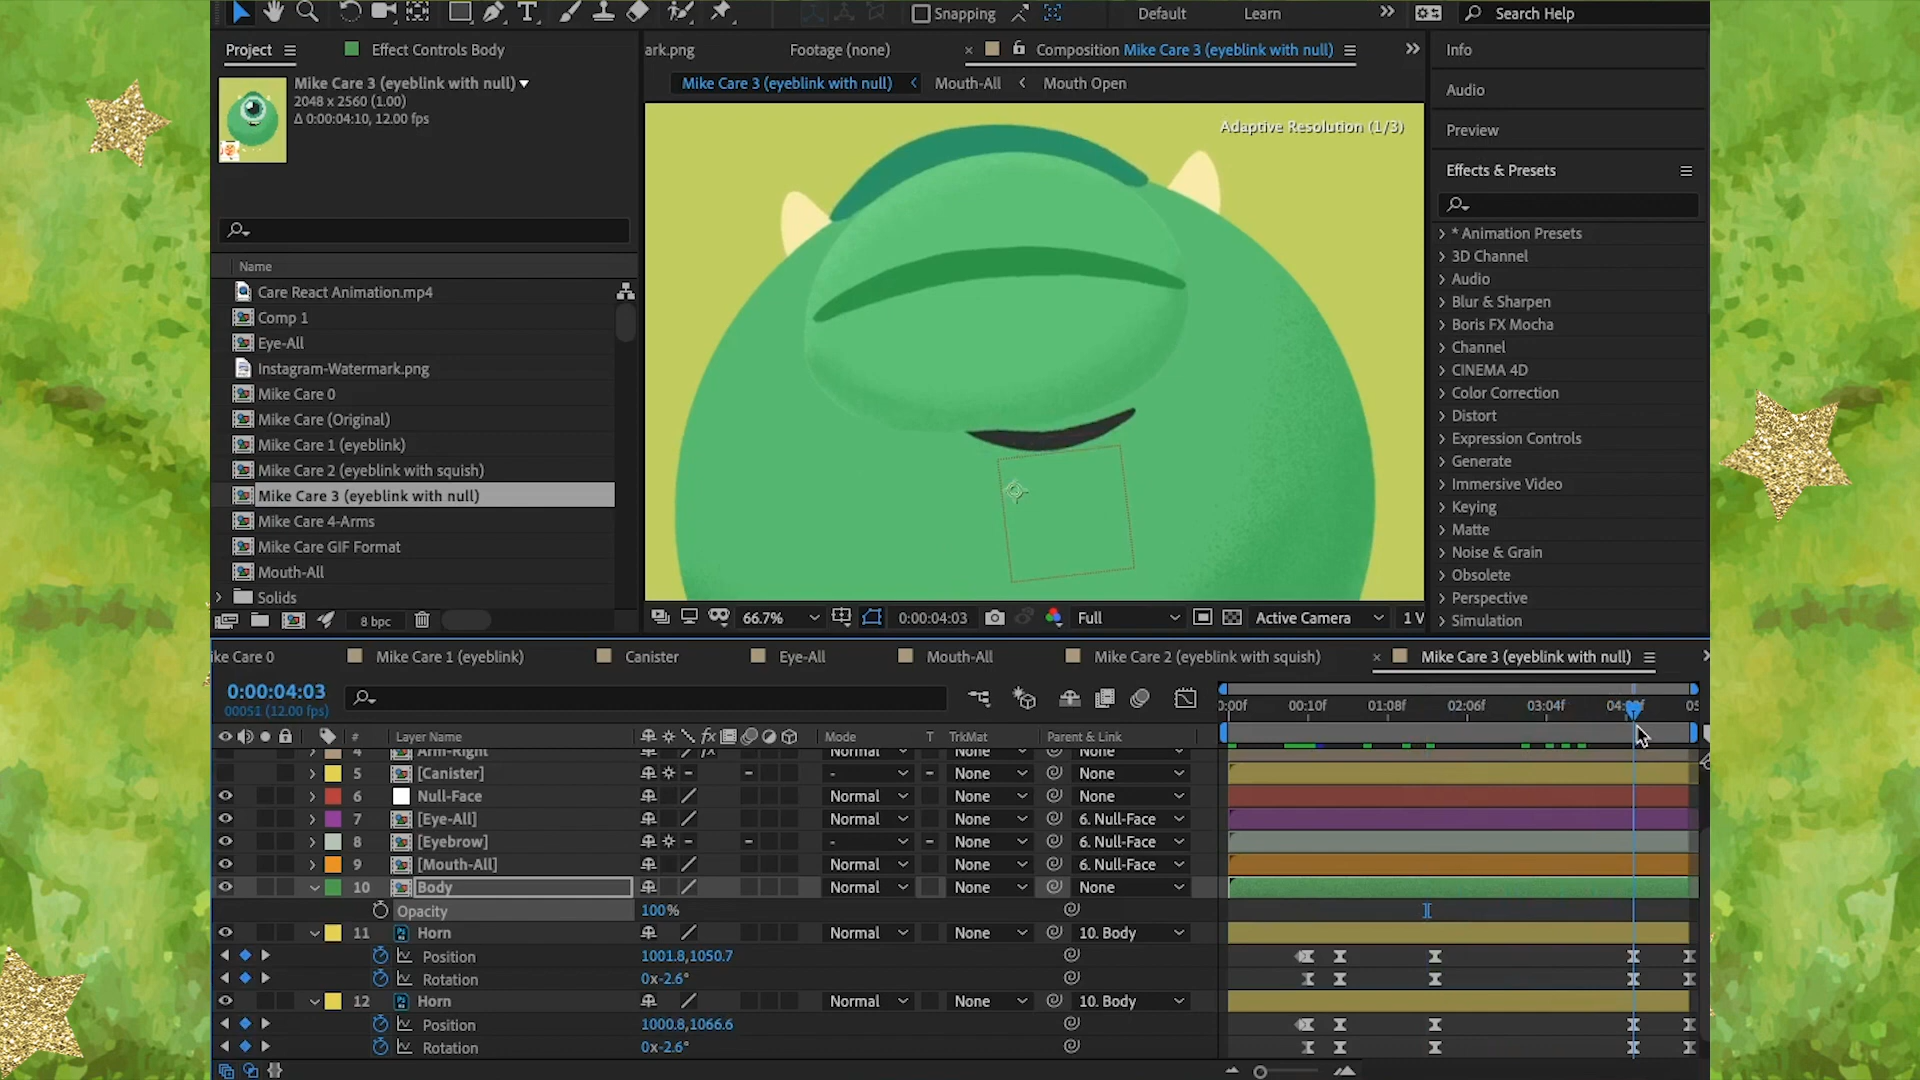 Snapping
Default
Learn
Search Help
Project
Effect Controls Body
ark.png
Footage (none)
Composition Mike Care 3 (eyeblink with null)
Info
Mike Care 3 (eyeblink with null)
2048 x 2560 (1.00)
Δ 0:00:04:10, 12.00 fps
Mike Care 3 (eyeblink with null)
Mouth-All
Mouth Open
Audio
Adaptive Resolution (1/3)
Preview
Effects & Presets
Name
Care React Animation.mp4
Comp 1
Eye-All
Instagram-Watermark.png
Mike Care 0
Mike Care (Original)
Mike Care 1 (eyeblink)
Mike Care 2 (eyeblink with squish)
Mike Care 3 (eyeblink with null)
Mike Care 4-Arms
Mike Care GIF Format
Mouth-All
Solids
* Animation Presets
3D Channel
Audio
Blur & Sharpen
Boris FX Mocha
Channel
CINEMA 4D
Color Correction
Distort
Expression Controls
Generate
Immersive Video
Keying
Matte
Noise & Grain
Obsolete
Perspective
Simulation
8 bpc
66.7%
0:00:04:03
Full
Active Camera
1 V
ike Care 0
Mike Care 1 (eyeblink)
Canister
Eye-All
Mouth-All
Mike Care 2 (eyeblink with squish)
Mike Care 3 (eyeblink with null)
0:00:04:03
00051 (12.00 fps)
0:00f 00:10f 01:08f 02:06f 03:04f
# Layer Name Mode T TrkMat Parent & Link
4 Arm-Right Normal None None
5 [Canister] - None None
6 Null-Face Normal None None
7 [Eye-All] Normal None 6. Null-Face
8 [Eyebrow] - None 6. Null-Face
9 [Mouth-All] Normal None 6. Null-Face
10 Body Normal None None
Opacity 100%
11 Horn Normal None 10. Body
Position 1001.8,1050.7
Rotation 0x-2.6°
12 Horn Normal None 10. Body
Position 1000.8,1066.6
Rotation 0x-2.6°